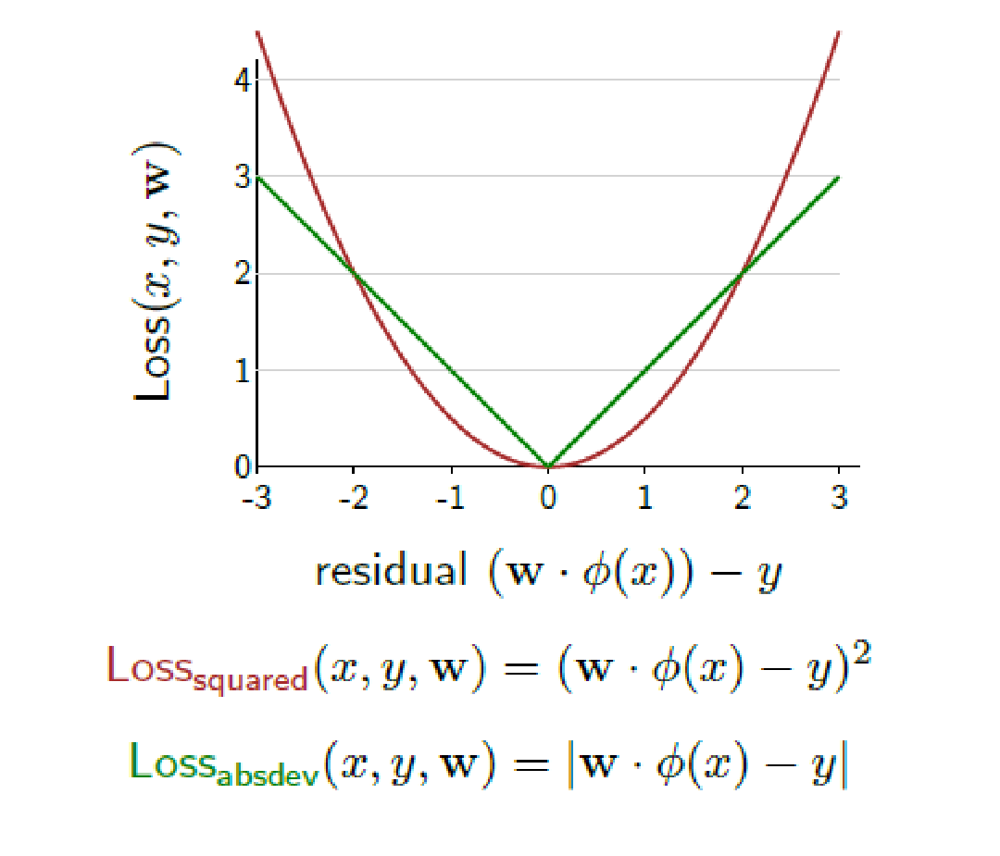 4
3
2
1
0
Loss(x, y, w)
-3 -2 -1 0 1 2 3
residual (w · ϕ(x)) − y
Loss_squared(x, y, w) = (w · ϕ(x) − y)²
Loss_absdev(x, y, w) = |w · ϕ(x) − y|